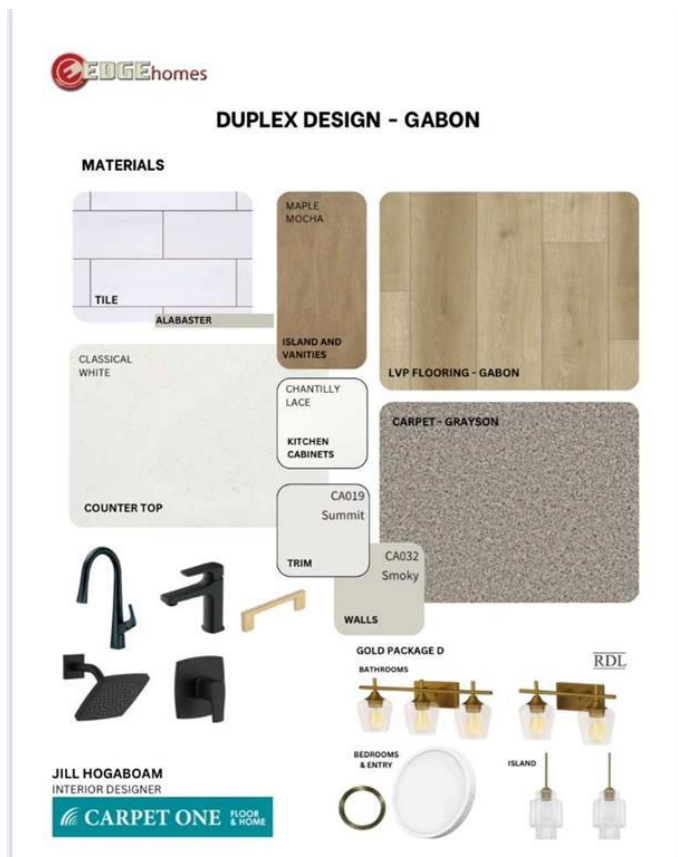 EDGEhomes
DUPLEX DESIGN - GABON
MATERIALS
TILE
ALABASTER
MAPLE
MOCHA
ISLAND AND
VANITIES
LVP FLOORING - GABON
CLASSICAL
WHITE
COUNTER TOP
CHANTILLY
LACE
KITCHEN
CABINETS
CARPET - GRAYSON
CA019
Summit
TRIM
CA032
Smoky
WALLS
GOLD PACKAGE D
RDL
BATHROOMS
BEDROOMS
& ENTRY
ISLAND
JILL HOGABOAM
INTERIOR DESIGNER
CARPET ONE FLOOR
& HOME